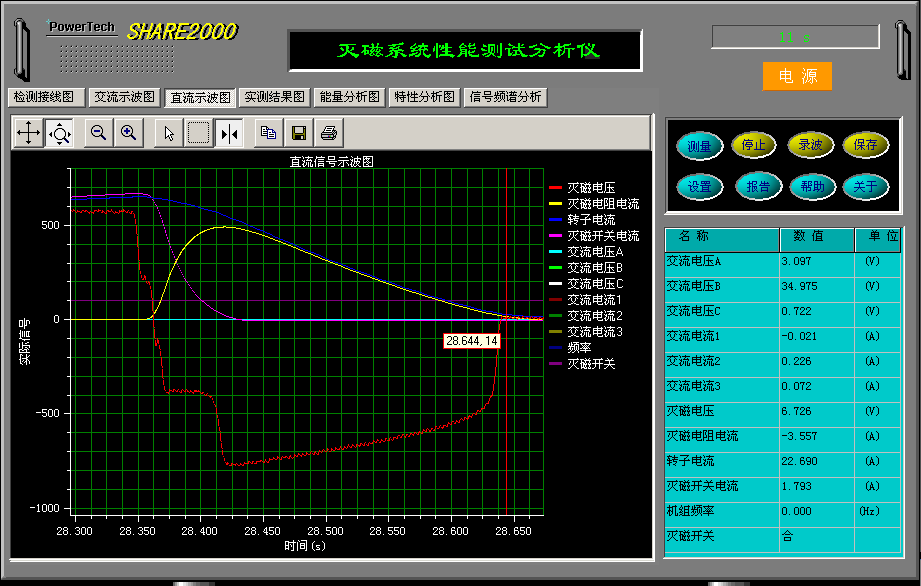 PowerTech SHARE2000
灭磁系统性能测试分析仪
11 s
电 源
检测接线图 交流示波图 直流示波图 实测结果图 能量分析图 特性分析图 信号频谱分析
测量 停止 录波 保存
设置 报告 帮助 关于
直流信号示波图
灭磁电压
灭磁电阻电流
转子电流
灭磁开关电流
交流电压A
交流电压B
交流电压C
交流电流1
交流电流2
交流电流3
频率
灭磁开关
实际信号
500
0
-500
-1000
28.644,14
28.300 28.350 28.400 28.450 28.500 28.550 28.600 28.650
时间(s)
名 称 数 值 单 位
交流电压A 3.097 (V)
交流电压B 34.975 (V)
交流电压C 0.722 (V)
交流电流1 -0.021 (A)
交流电流2 0.226 (A)
交流电流3 0.072 (A)
灭磁电压 6.726 (V)
灭磁电阻电流 -3.557 (A)
转子电流 22.690 (A)
灭磁开关电流 1.793 (A)
机组频率 0.000 (Hz)
灭磁开关 合